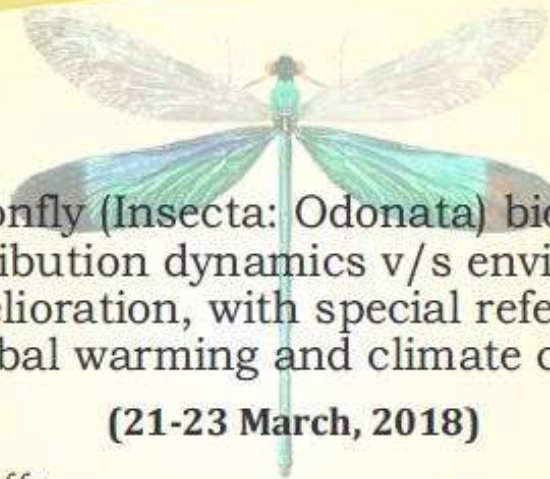 onfly (Insecta: Odonata) bio
ibution dynamics v/s envi
elioration, with special refe
bal warming and climate c
(21-23 March, 2018)